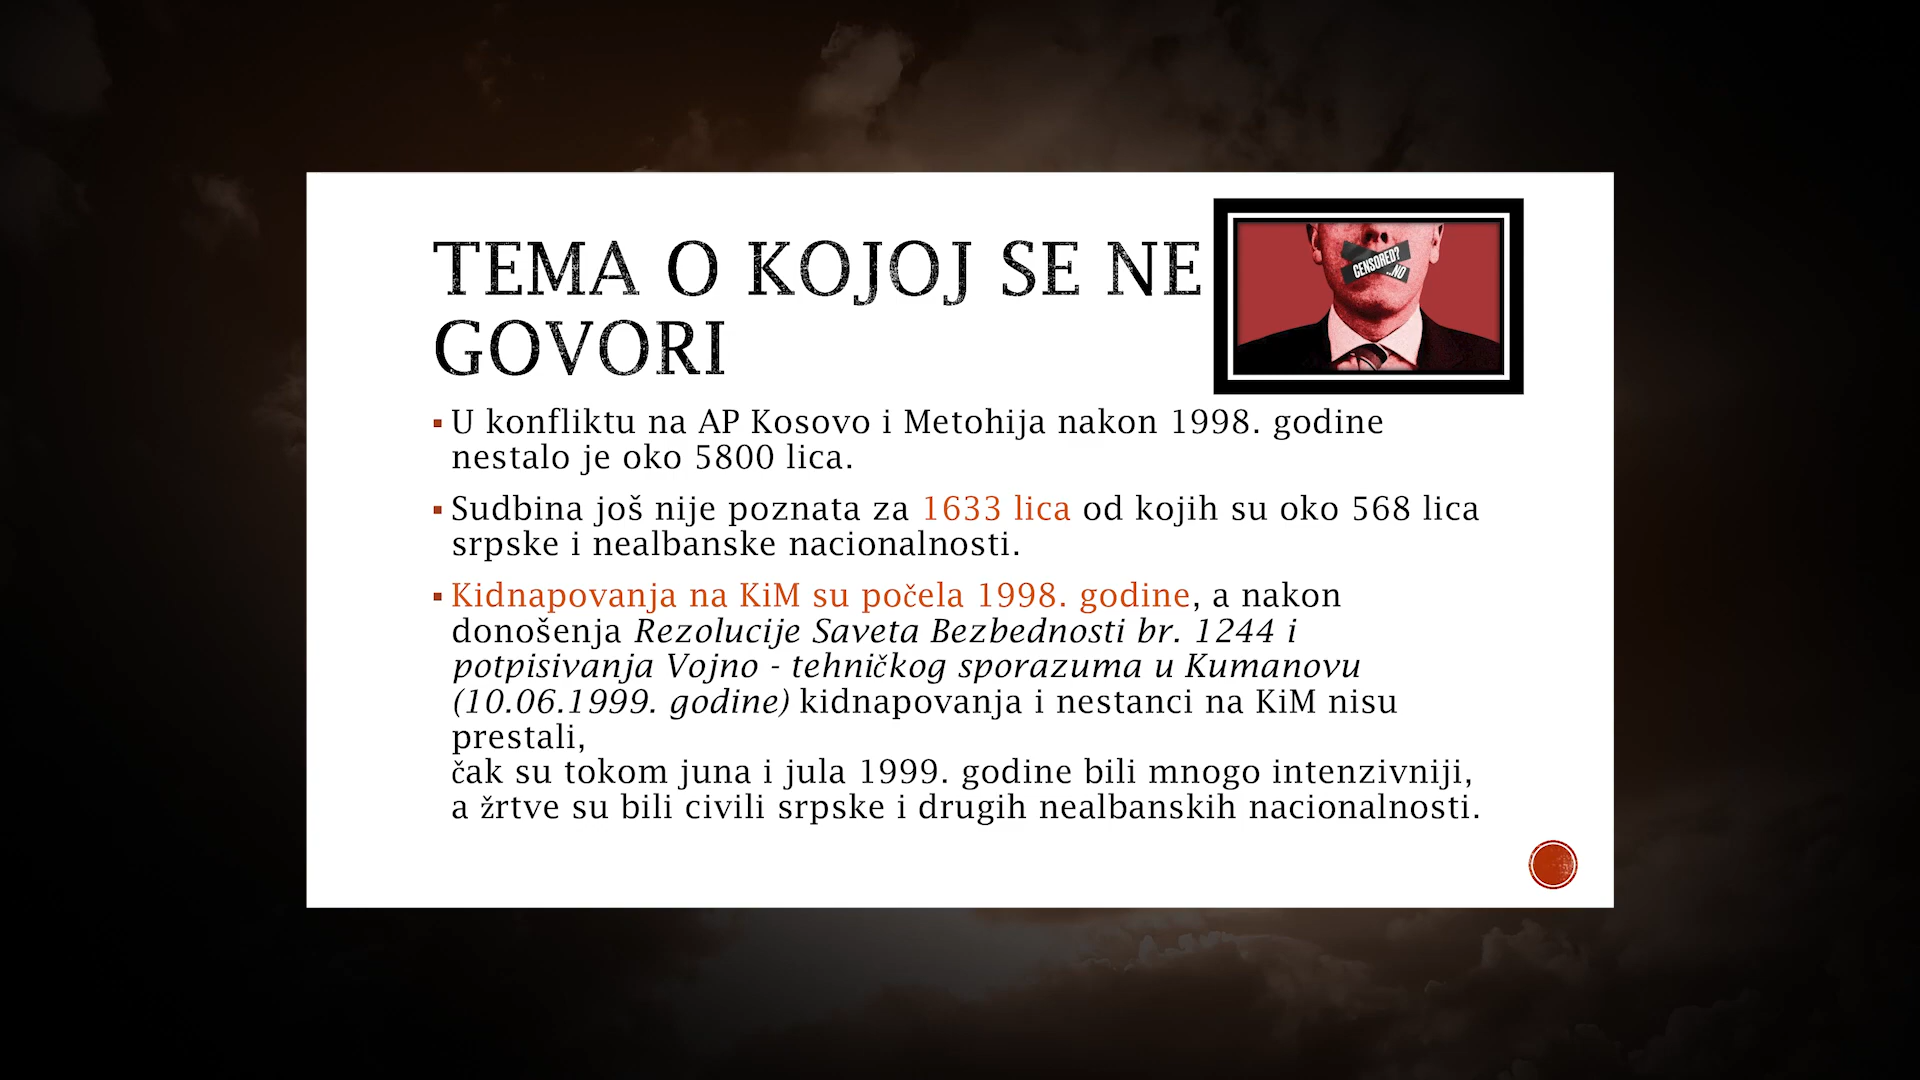 TEMA O KOJOJ SE NE
GOVORI
CENSORED?
..NO
▪ U konfliktu na AP Kosovo i Metohija nakon 1998. godine
nestalo je oko 5800 lica.
▪ Sudbina još nije poznata za 1633 lica od kojih su oko 568 lica
srpske i nealbanske nacionalnosti.
▪ Kidnapovanja na KiM su počela 1998. godine, a nakon
donošenja Rezolucije Saveta Bezbednosti br. 1244 i
potpisivanja Vojno - tehničkog sporazuma u Kumanovu
(10.06.1999. godine) kidnapovanja i nestanci na KiM nisu
prestali,
čak su tokom juna i jula 1999. godine bili mnogo intenzivniji,
a žrtve su bili civili srpske i drugih nealbanskih nacionalnosti.